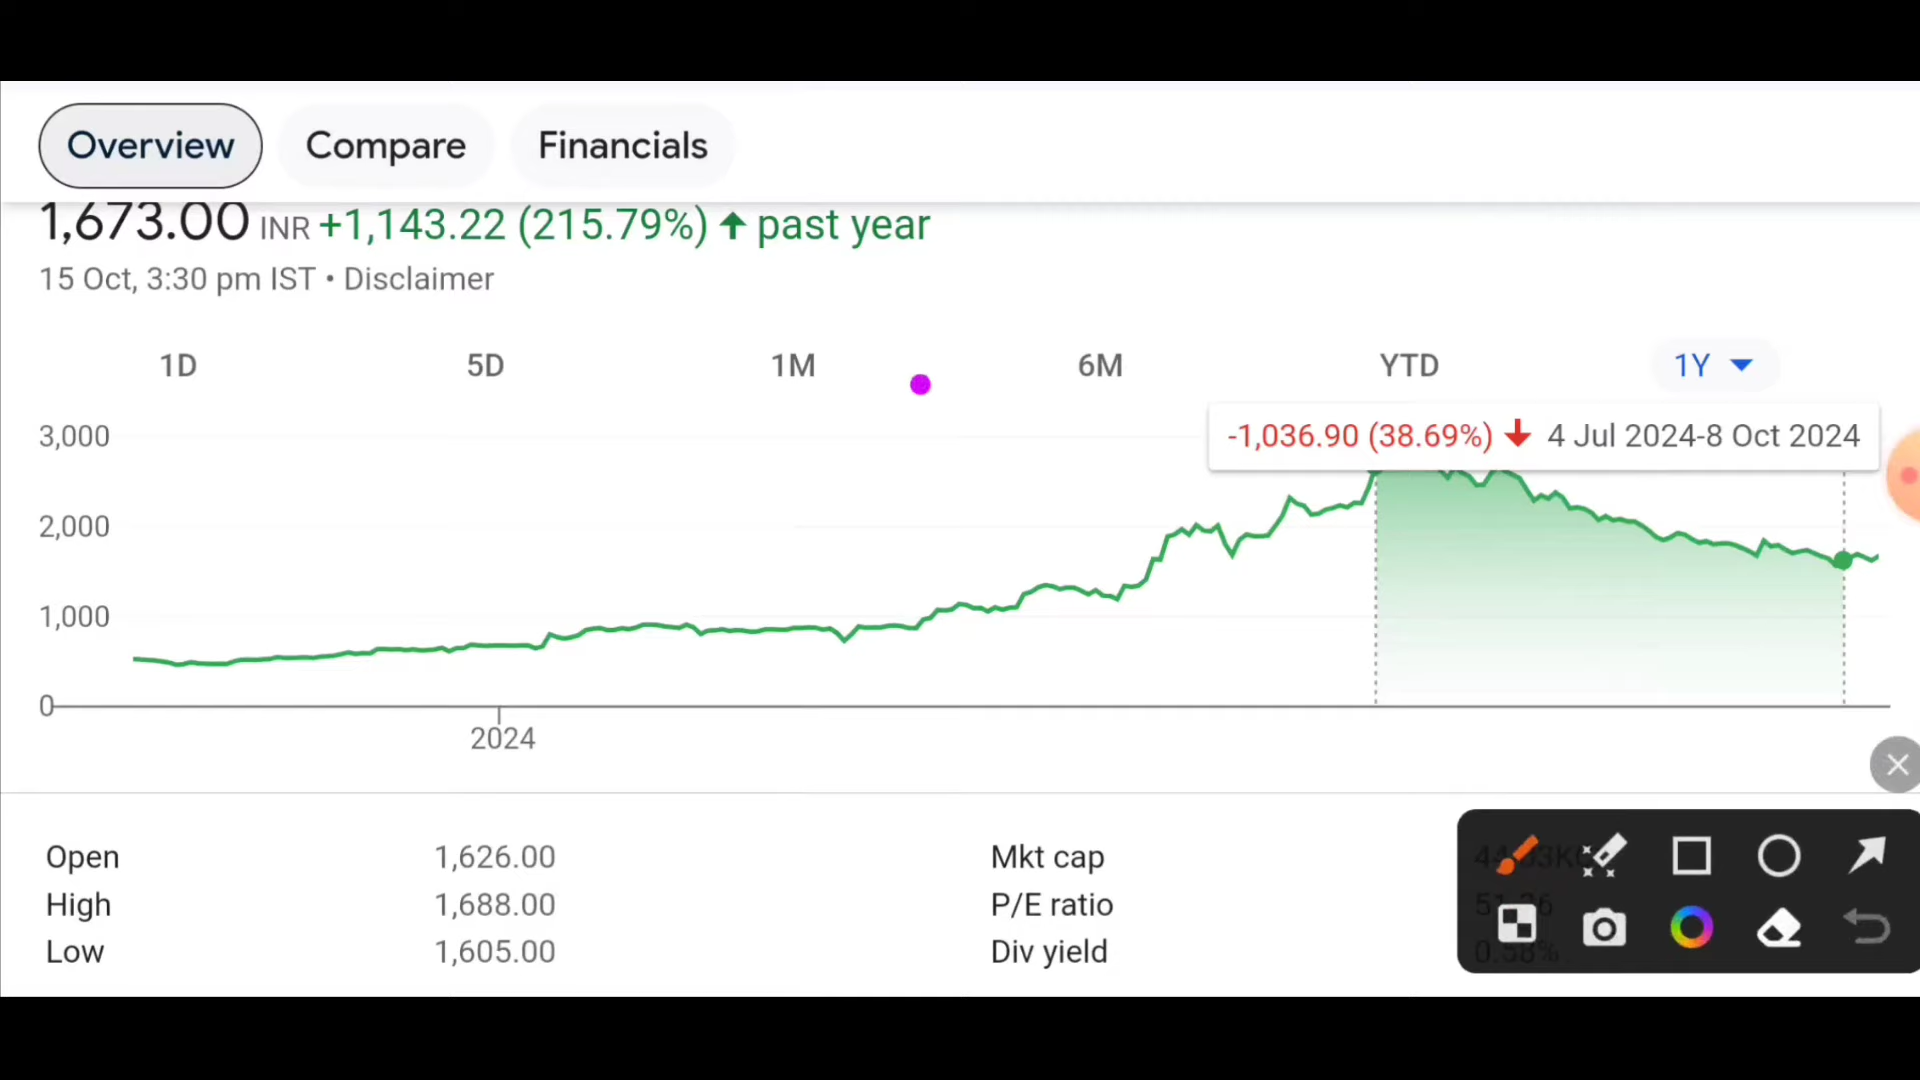 Overview Compare Financials
1,673.00 INR +1,143.22 (215.79%) ↑ past year
15 Oct, 3:30 pm IST • Disclaimer
1D 5D 1M 6M YTD 1Y
-1,036.90 (38.69%) ↓ 4 Jul 2024-8 Oct 2024
3,000
2,000
1,000
0
2024
Open 1,626.00 Mkt cap
High 1,688.00 P/E ratio
Low 1,605.00 Div yield 0.58%